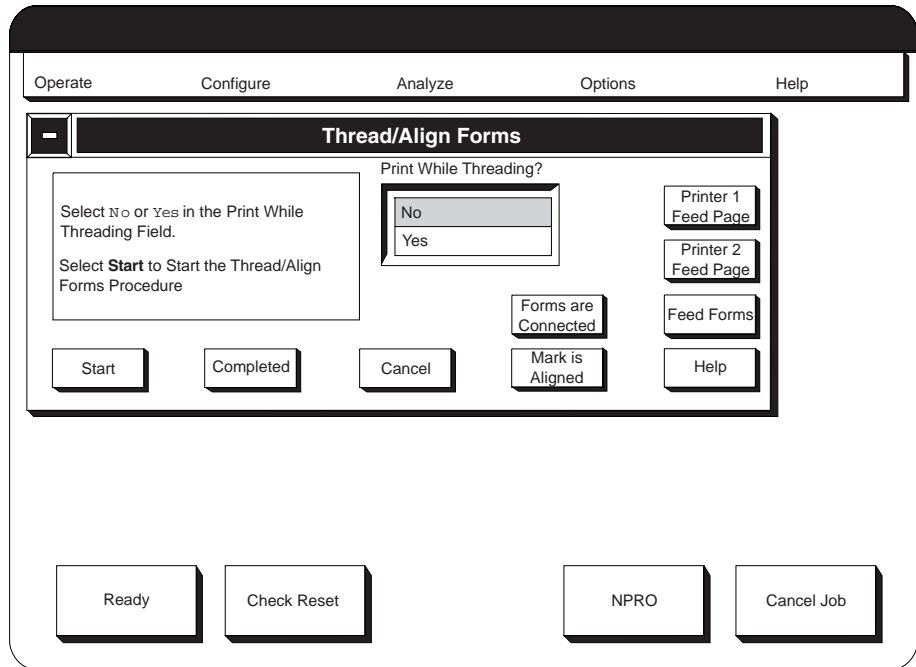 Operate Configure Analyze Options Help
Thread/Align Forms
Print While Threading?
Select No or Yes in the Print While
Threading Field.
Select Start to Start the Thread/Align
Forms Procedure
No
Yes
Printer 1
Feed Page
Printer 2
Feed Page
Forms are
Connected
Feed Forms
Start
Completed
Cancel
Mark is
Aligned
Help
Ready
Check Reset
NPRO
Cancel Job